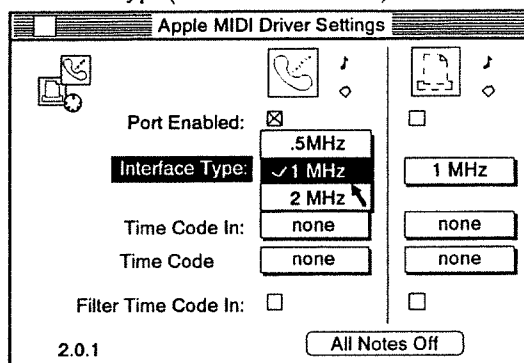 Apple MIDI Driver Settings
Port Enabled:
.5MHz
Interface Type: ✓1 MHz 1 MHz
2 MHz
Time Code In: none none
Time Code none none
Filter Time Code In:
2.0.1 All Notes Off